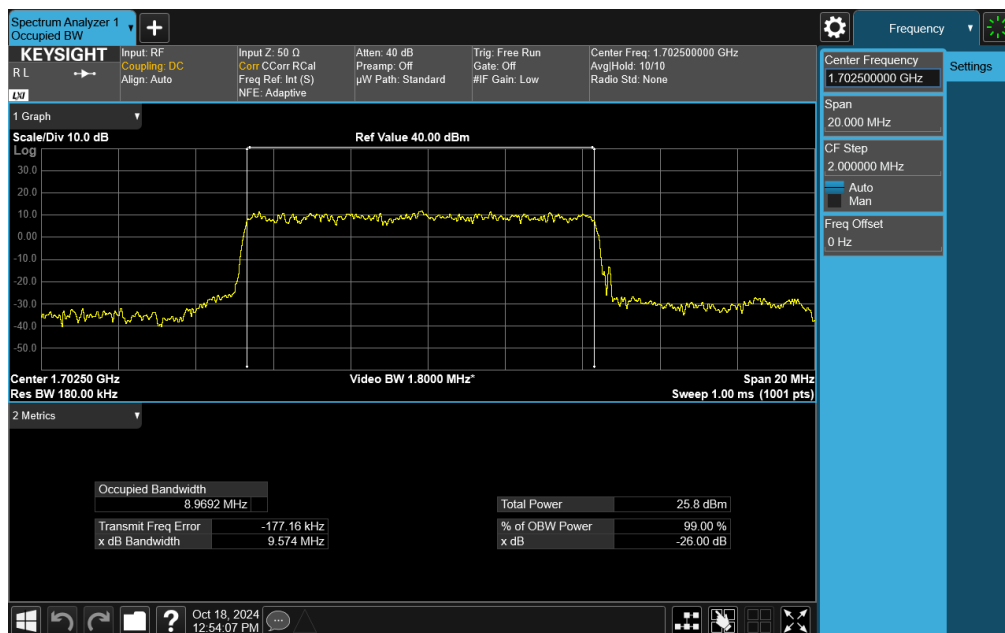 Spectrum Analyzer 1
Occupied BW
Frequency
KEYSIGHT
R L
LXI
Input: RF
Coupling: DC
Align: Auto
Input Z: 50 Ω
Corr CCorr RCal
Freq Ref: Int (S)
NFE: Adaptive
Atten: 40 dB
Preamp: Off
µW Path: Standard
Trig: Free Run
Gate: Off
#IF Gain: Low
Center Freq: 1.702500000 GHz
Avg|Hold: 10/10
Radio Std: None
Center Frequency
1.702500000 GHz
Settings
Span
20.000 MHz
CF Step
2.000000 MHz
Auto
Man
Freq Offset
0 Hz
1 Graph
Scale/Div 10.0 dB
Ref Value 40.00 dBm
Log
30.0
20.0
10.0
0.00
-10.0
-20.0
-30.0
-40.0
-50.0
Center 1.70250 GHz
Video BW 1.8000 MHz*
Span 20 MHz
Res BW 180.00 kHz
Sweep 1.00 ms (1001 pts)
2 Metrics
Occupied Bandwidth
8.9692 MHz
Total Power 25.8 dBm
Transmit Freq Error -177.16 kHz
% of OBW Power 99.00 %
x dB Bandwidth 9.574 MHz
x dB -26.00 dB
?
Oct 18, 2024
12:54:07 PM